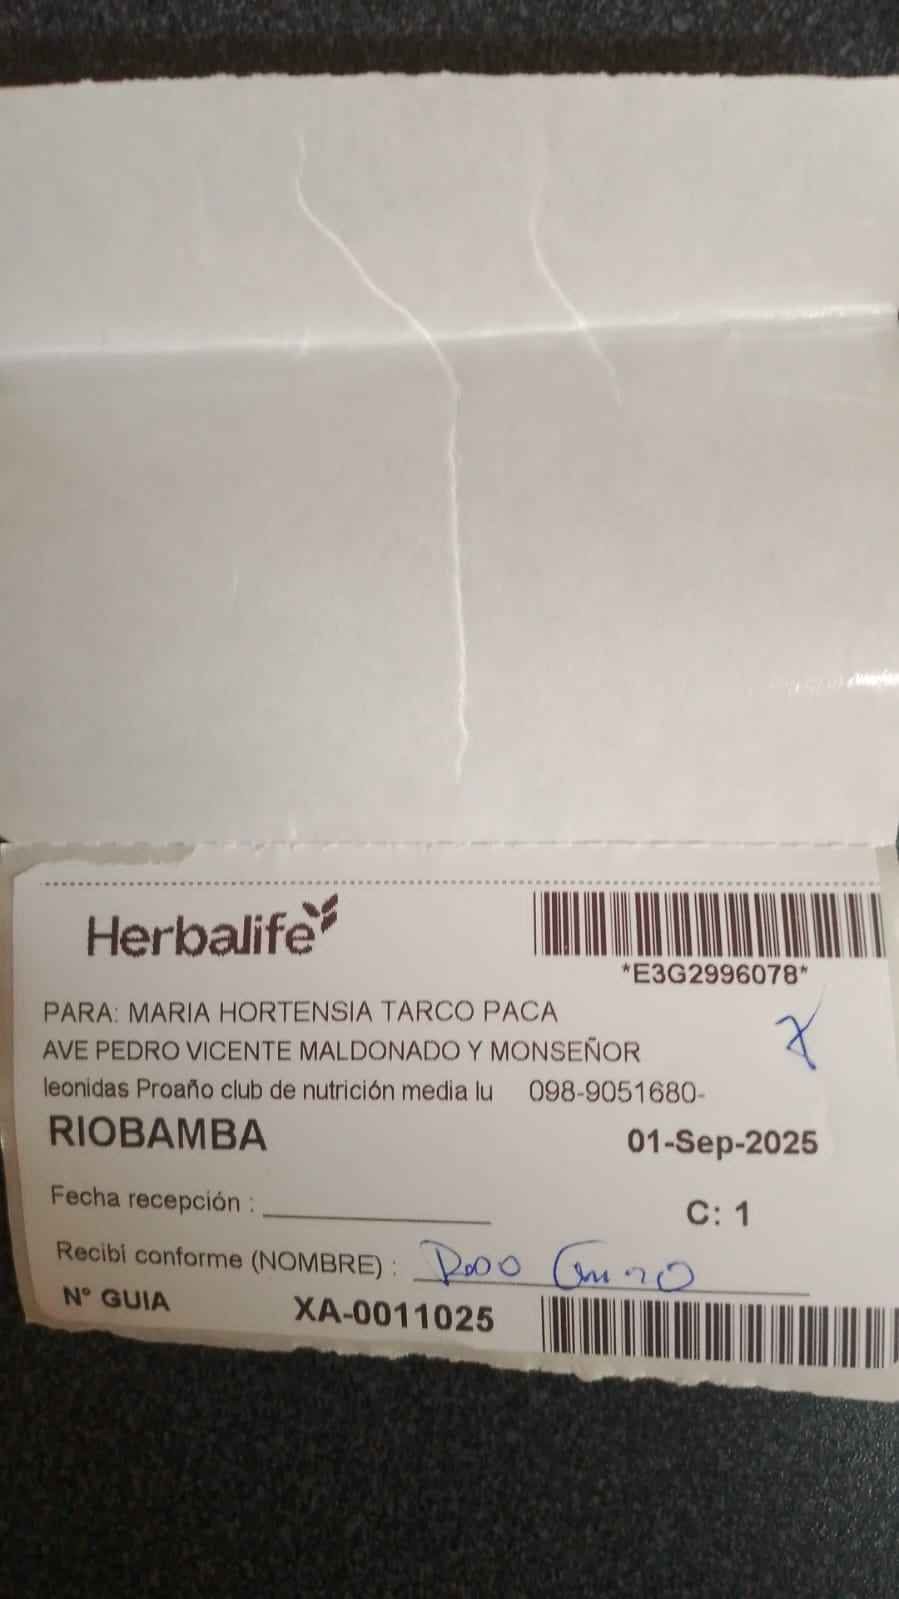 Herbalife
*E3G2996078*
PARA: MARIA HORTENSIA TARCO PACA
AVE PEDRO VICENTE MALDONADO Y MONSEÑOR
leonidas Proaño club de nutrición media lu 098-9051680-
RIOBAMBA 01-Sep-2025
Fecha recepción : C: 1
Recibí conforme (NOMBRE) :
N° GUIA XA-0011025